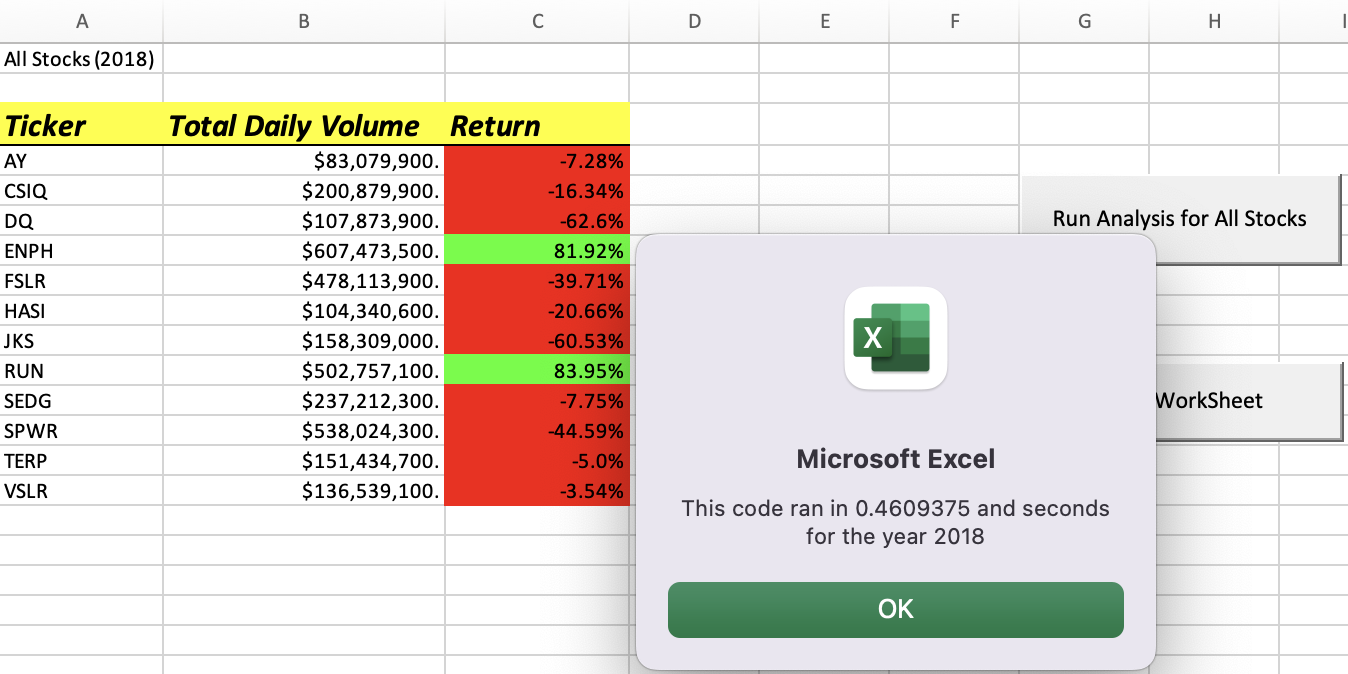 A B C D E F G H I
All Stocks (2018)
Ticker Total Daily Volume Return
AY $83,079,900. -7.28%
CSIQ $200,879,900. -16.34%
DQ $107,873,900. -62.6%
ENPH $607,473,500. 81.92%
FSLR $478,113,900. -39.71%
HASI $104,340,600. -20.66%
JKS $158,309,000. -60.53%
RUN $502,757,100. 83.95%
SEDG $237,212,300. -7.75%
SPWR $538,024,300. -44.59%
TERP $151,434,700. -5.0%
VSLR $136,539,100. -3.54%
Run Analysis for All Stocks
WorkSheet
X
Microsoft Excel
This code ran in 0.4609375 and seconds
for the year 2018
OK